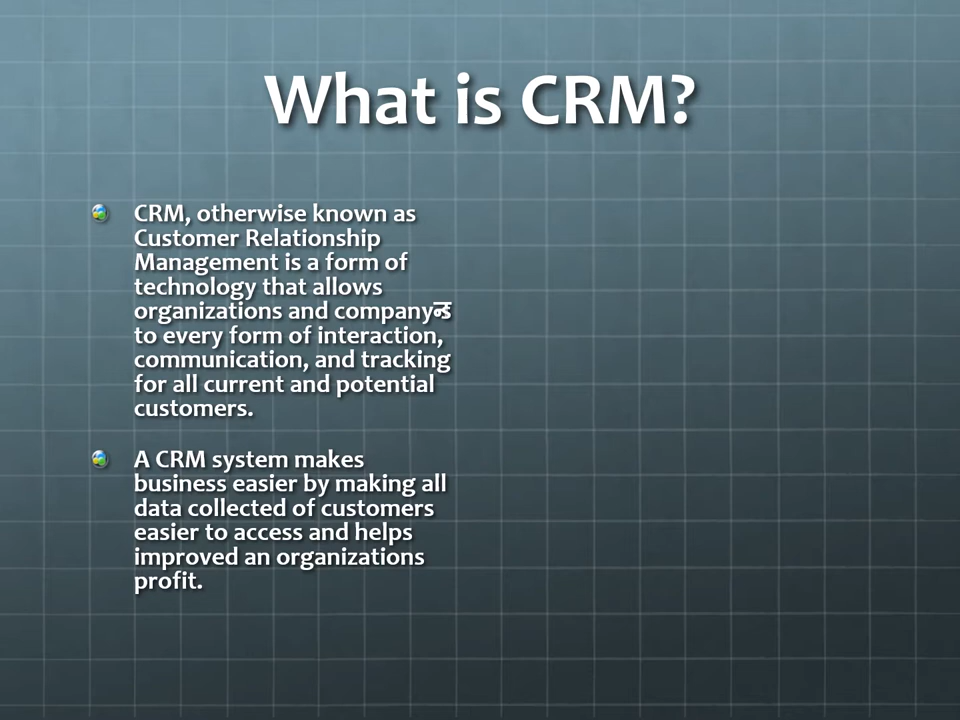 What is CRM?
CRM, otherwise known as
Customer Relationship
Management is a form of
technology that allows
organizations and company
to every form of interaction,
communication, and tracking
for all current and potential
customers.
A CRM system makes
business easier by making all
data collected of customers
easier to access and helps
improved an organizations
profit.